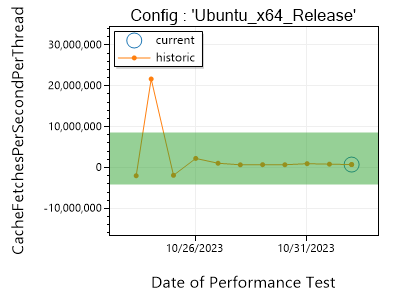 Config : 'Ubuntu_x64_Release'
CacheFetchesPerSecondPerThread
30,000,000
20,000,000
10,000,000
0
-10,000,000
current
historic
10/26/2023
10/31/2023
Date of Performance Test